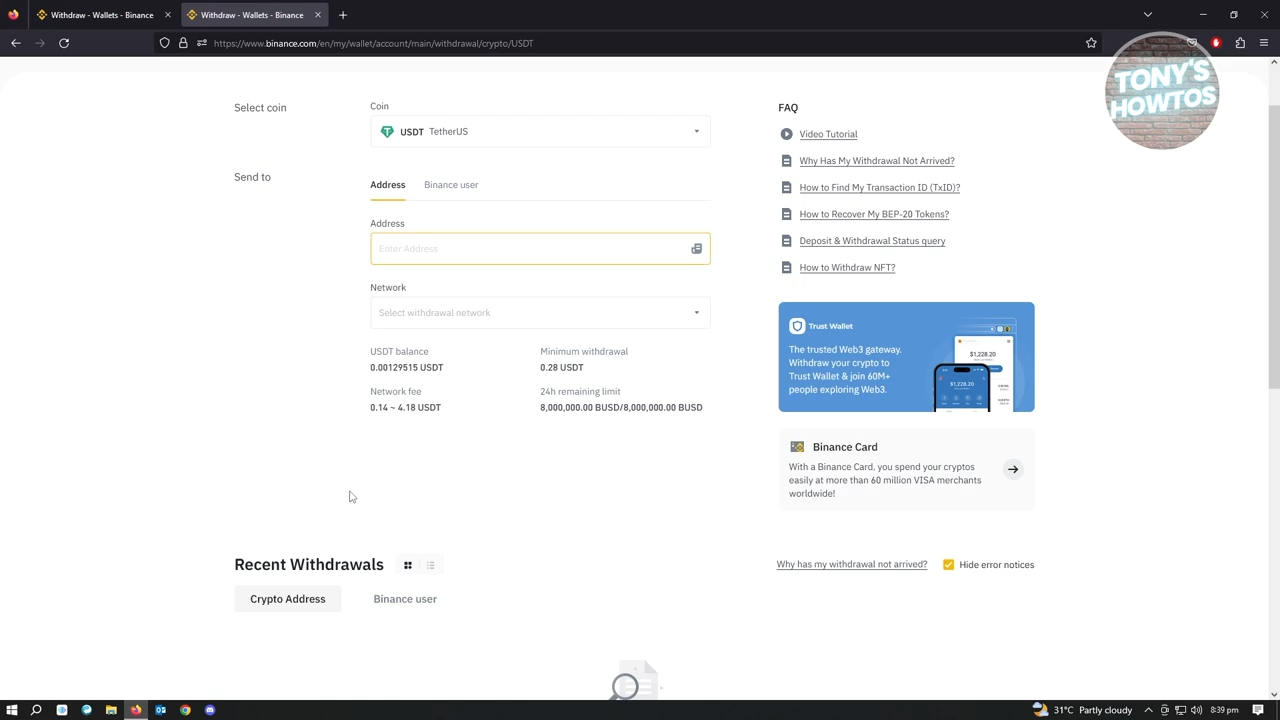 Withdraw - Wallets - Binance
Withdraw - Wallets - Binance
https://www.binance.com/en/my/wallet/account/main/withdrawal/crypto/USDT
TONY'S
HOWTOS
Select coin
Coin
USDT TetherUS
Send to
Address
Binance user
Address
Enter Address
Network
Select withdrawal network
USDT balance
0.00129515 USDT
Minimum withdrawal
0.28 USDT
Network fee
0.14 ~ 4.18 USDT
24h remaining limit
8,000,000.00 BUSD/8,000,000.00 BUSD
FAQ
Video Tutorial
Why Has My Withdrawal Not Arrived?
How to Find My Transaction ID (TxID)?
How to Recover My BEP-20 Tokens?
Deposit & Withdrawal Status query
How to Withdraw NFT?
Trust Wallet
The trusted Web3 gateway.
Withdraw your crypto to
Trust Wallet & join 60M+
people exploring Web3.
$1,228.20
$1,228.20
Binance Card
With a Binance Card, you spend your cryptos
easily at more than 60 million VISA merchants
worldwide!
Recent Withdrawals
Why has my withdrawal not arrived?
Hide error notices
Crypto Address
Binance user
31°C Partly cloudy
8:39 pm